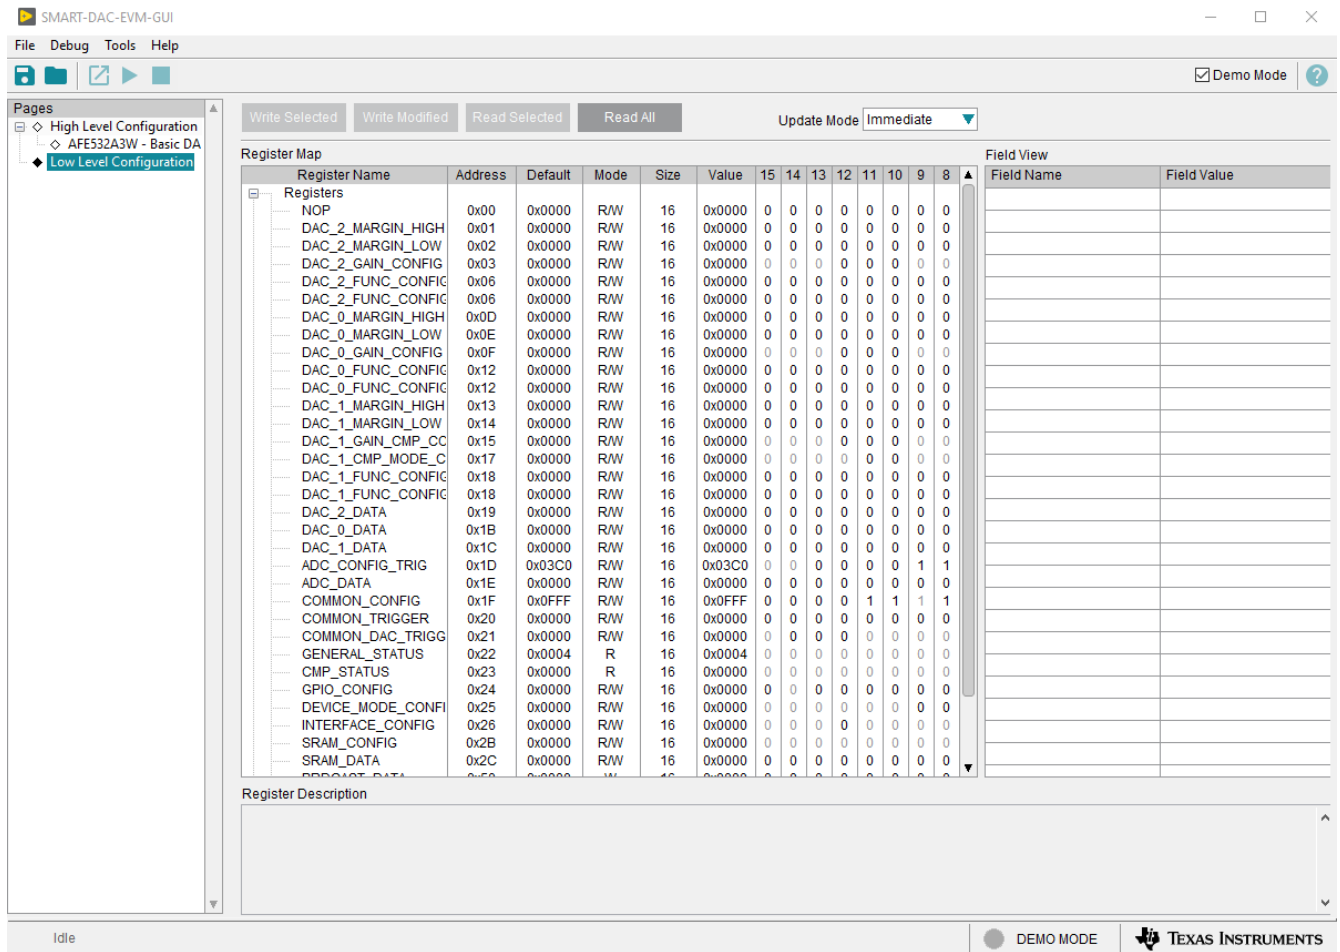 SMART-DAC-EVM-GUI
File Debug Tools Help
Demo Mode
Pages
High Level Configuration
AFE532A3W - Basic DA
Low Level Configuration
Write Selected Write Modified Read Selected Read All Update Mode Immediate
Register Map
Register Name Address Default Mode Size Value 15 14 13 12 11 10 9 8
Registers
NOP 0x00 0x0000 R/W 16 0x0000 0 0 0 0 0 0 0 0
DAC_2_MARGIN_HIGH 0x01 0x0000 R/W 16 0x0000 0 0 0 0 0 0 0 0
DAC_2_MARGIN_LOW 0x02 0x0000 R/W 16 0x0000 0 0 0 0 0 0 0 0
DAC_2_GAIN_CONFIG 0x03 0x0000 R/W 16 0x0000 0 0 0 0 0 0 0 0
DAC_2_FUNC_CONFIG 0x06 0x0000 R/W 16 0x0000 0 0 0 0 0 0 0 0
DAC_2_FUNC_CONFIG 0x06 0x0000 R/W 16 0x0000 0 0 0 0 0 0 0 0
DAC_0_MARGIN_HIGH 0x0D 0x0000 R/W 16 0x0000 0 0 0 0 0 0 0 0
DAC_0_MARGIN_LOW 0x0E 0x0000 R/W 16 0x0000 0 0 0 0 0 0 0 0
DAC_0_GAIN_CONFIG 0x0F 0x0000 R/W 16 0x0000 0 0 0 0 0 0 0 0
DAC_0_FUNC_CONFIG 0x12 0x0000 R/W 16 0x0000 0 0 0 0 0 0 0 0
DAC_0_FUNC_CONFIG 0x12 0x0000 R/W 16 0x0000 0 0 0 0 0 0 0 0
DAC_1_MARGIN_HIGH 0x13 0x0000 R/W 16 0x0000 0 0 0 0 0 0 0 0
DAC_1_MARGIN_LOW 0x14 0x0000 R/W 16 0x0000 0 0 0 0 0 0 0 0
DAC_1_GAIN_CMP_CC 0x15 0x0000 R/W 16 0x0000 0 0 0 0 0 0 0 0
DAC_1_CMP_MODE_C 0x17 0x0000 R/W 16 0x0000 0 0 0 0 0 0 0 0
DAC_1_FUNC_CONFIG 0x18 0x0000 R/W 16 0x0000 0 0 0 0 0 0 0 0
DAC_1_FUNC_CONFIG 0x18 0x0000 R/W 16 0x0000 0 0 0 0 0 0 0 0
DAC_2_DATA 0x19 0x0000 R/W 16 0x0000 0 0 0 0 0 0 0 0
DAC_0_DATA 0x1B 0x0000 R/W 16 0x0000 0 0 0 0 0 0 0 0
DAC_1_DATA 0x1C 0x0000 R/W 16 0x0000 0 0 0 0 0 0 0 0
ADC_CONFIG_TRIG 0x1D 0x03C0 R/W 16 0x03C0 0 0 0 0 0 0 1 1
ADC_DATA 0x1E 0x0000 R/W 16 0x0000 0 0 0 0 0 0 0 0
COMMON_CONFIG 0x1F 0x0FFF R/W 16 0x0FFF 0 0 0 0 1 1 1 1
COMMON_TRIGGER 0x20 0x0000 R/W 16 0x0000 0 0 0 0 0 0 0 0
COMMON_DAC_TRIGG 0x21 0x0000 R/W 16 0x0000 0 0 0 0 0 0 0 0
GENERAL_STATUS 0x22 0x0004 R 16 0x0004 0 0 0 0 0 0 0 0
CMP_STATUS 0x23 0x0000 R 16 0x0000 0 0 0 0 0 0 0 0
GPIO_CONFIG 0x24 0x0000 R/W 16 0x0000 0 0 0 0 0 0 0 0
DEVICE_MODE_CONFI 0x25 0x0000 R/W 16 0x0000 0 0 0 0 0 0 0 0
INTERFACE_CONFIG 0x26 0x0000 R/W 16 0x0000 0 0 0 0 0 0 0 0
SRAM_CONFIG 0x2B 0x0000 R/W 16 0x0000 0 0 0 0 0 0 0 0
SRAM_DATA 0x2C 0x0000 R/W 16 0x0000 0 0 0 0 0 0 0 0
Field View
Field Name Field Value
Register Description
Idle
DEMO MODE
TEXAS INSTRUMENTS